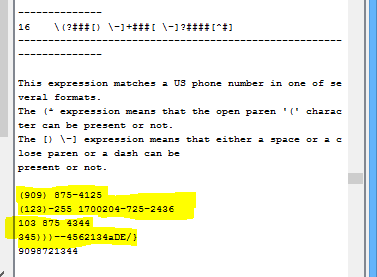 --------------
16 \(?‡‡‡[) \-]+‡‡‡[ \-]?‡‡‡‡[^‡]
------------------------------------------------
--------------
This expression matches a US phone number in one of se
veral formats.
The (* expression means that the open paren '(' charac
ter can be present or not.
The [) \-] expression means that either a space or a c
lose paren or a dash can be
present or not.
(909) 875-4125
(123)-255 1700204-725-2436
103 875 4344
345)))--4562134aDE/}
9098721344